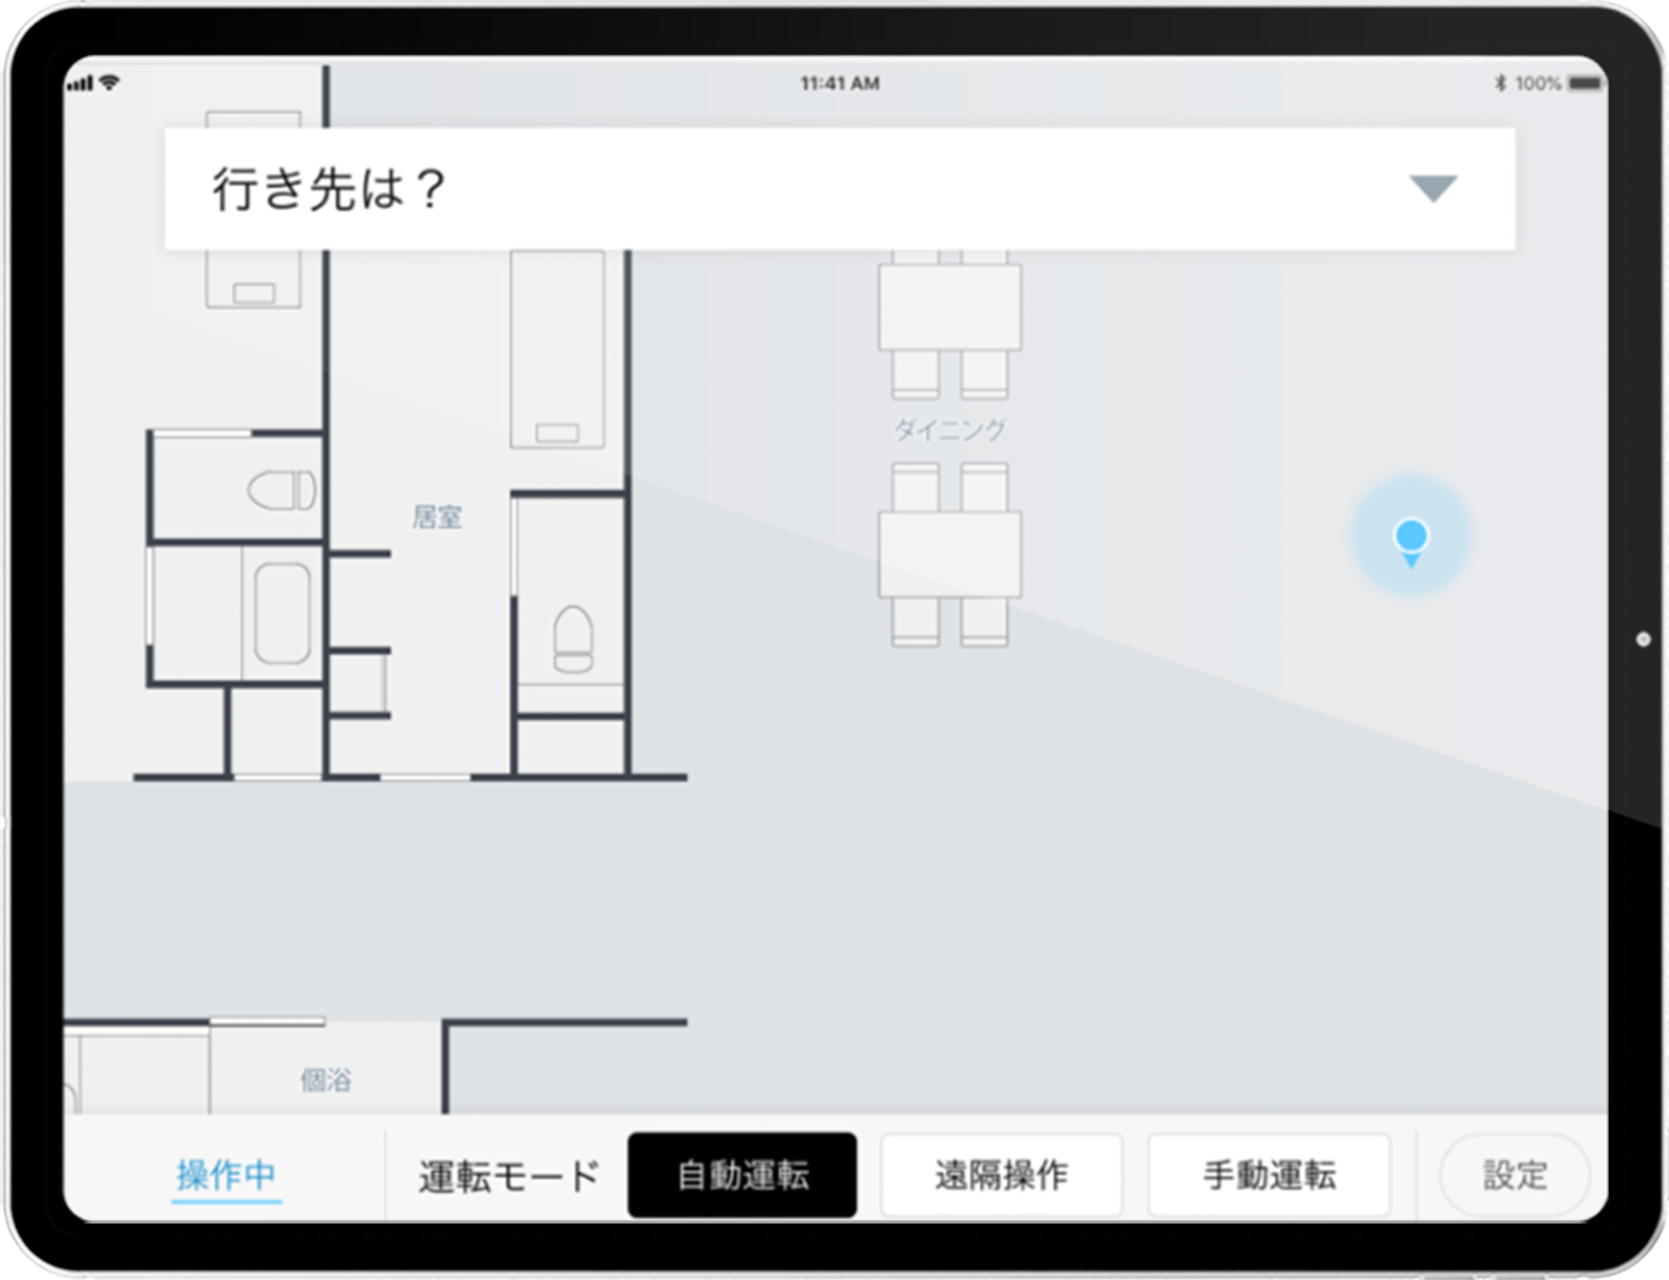 11:41 AM
100%
行き先は？
ダイニング
居室
個浴
操作中
運転モード
自動運転
遠隔操作
手動運転
設定